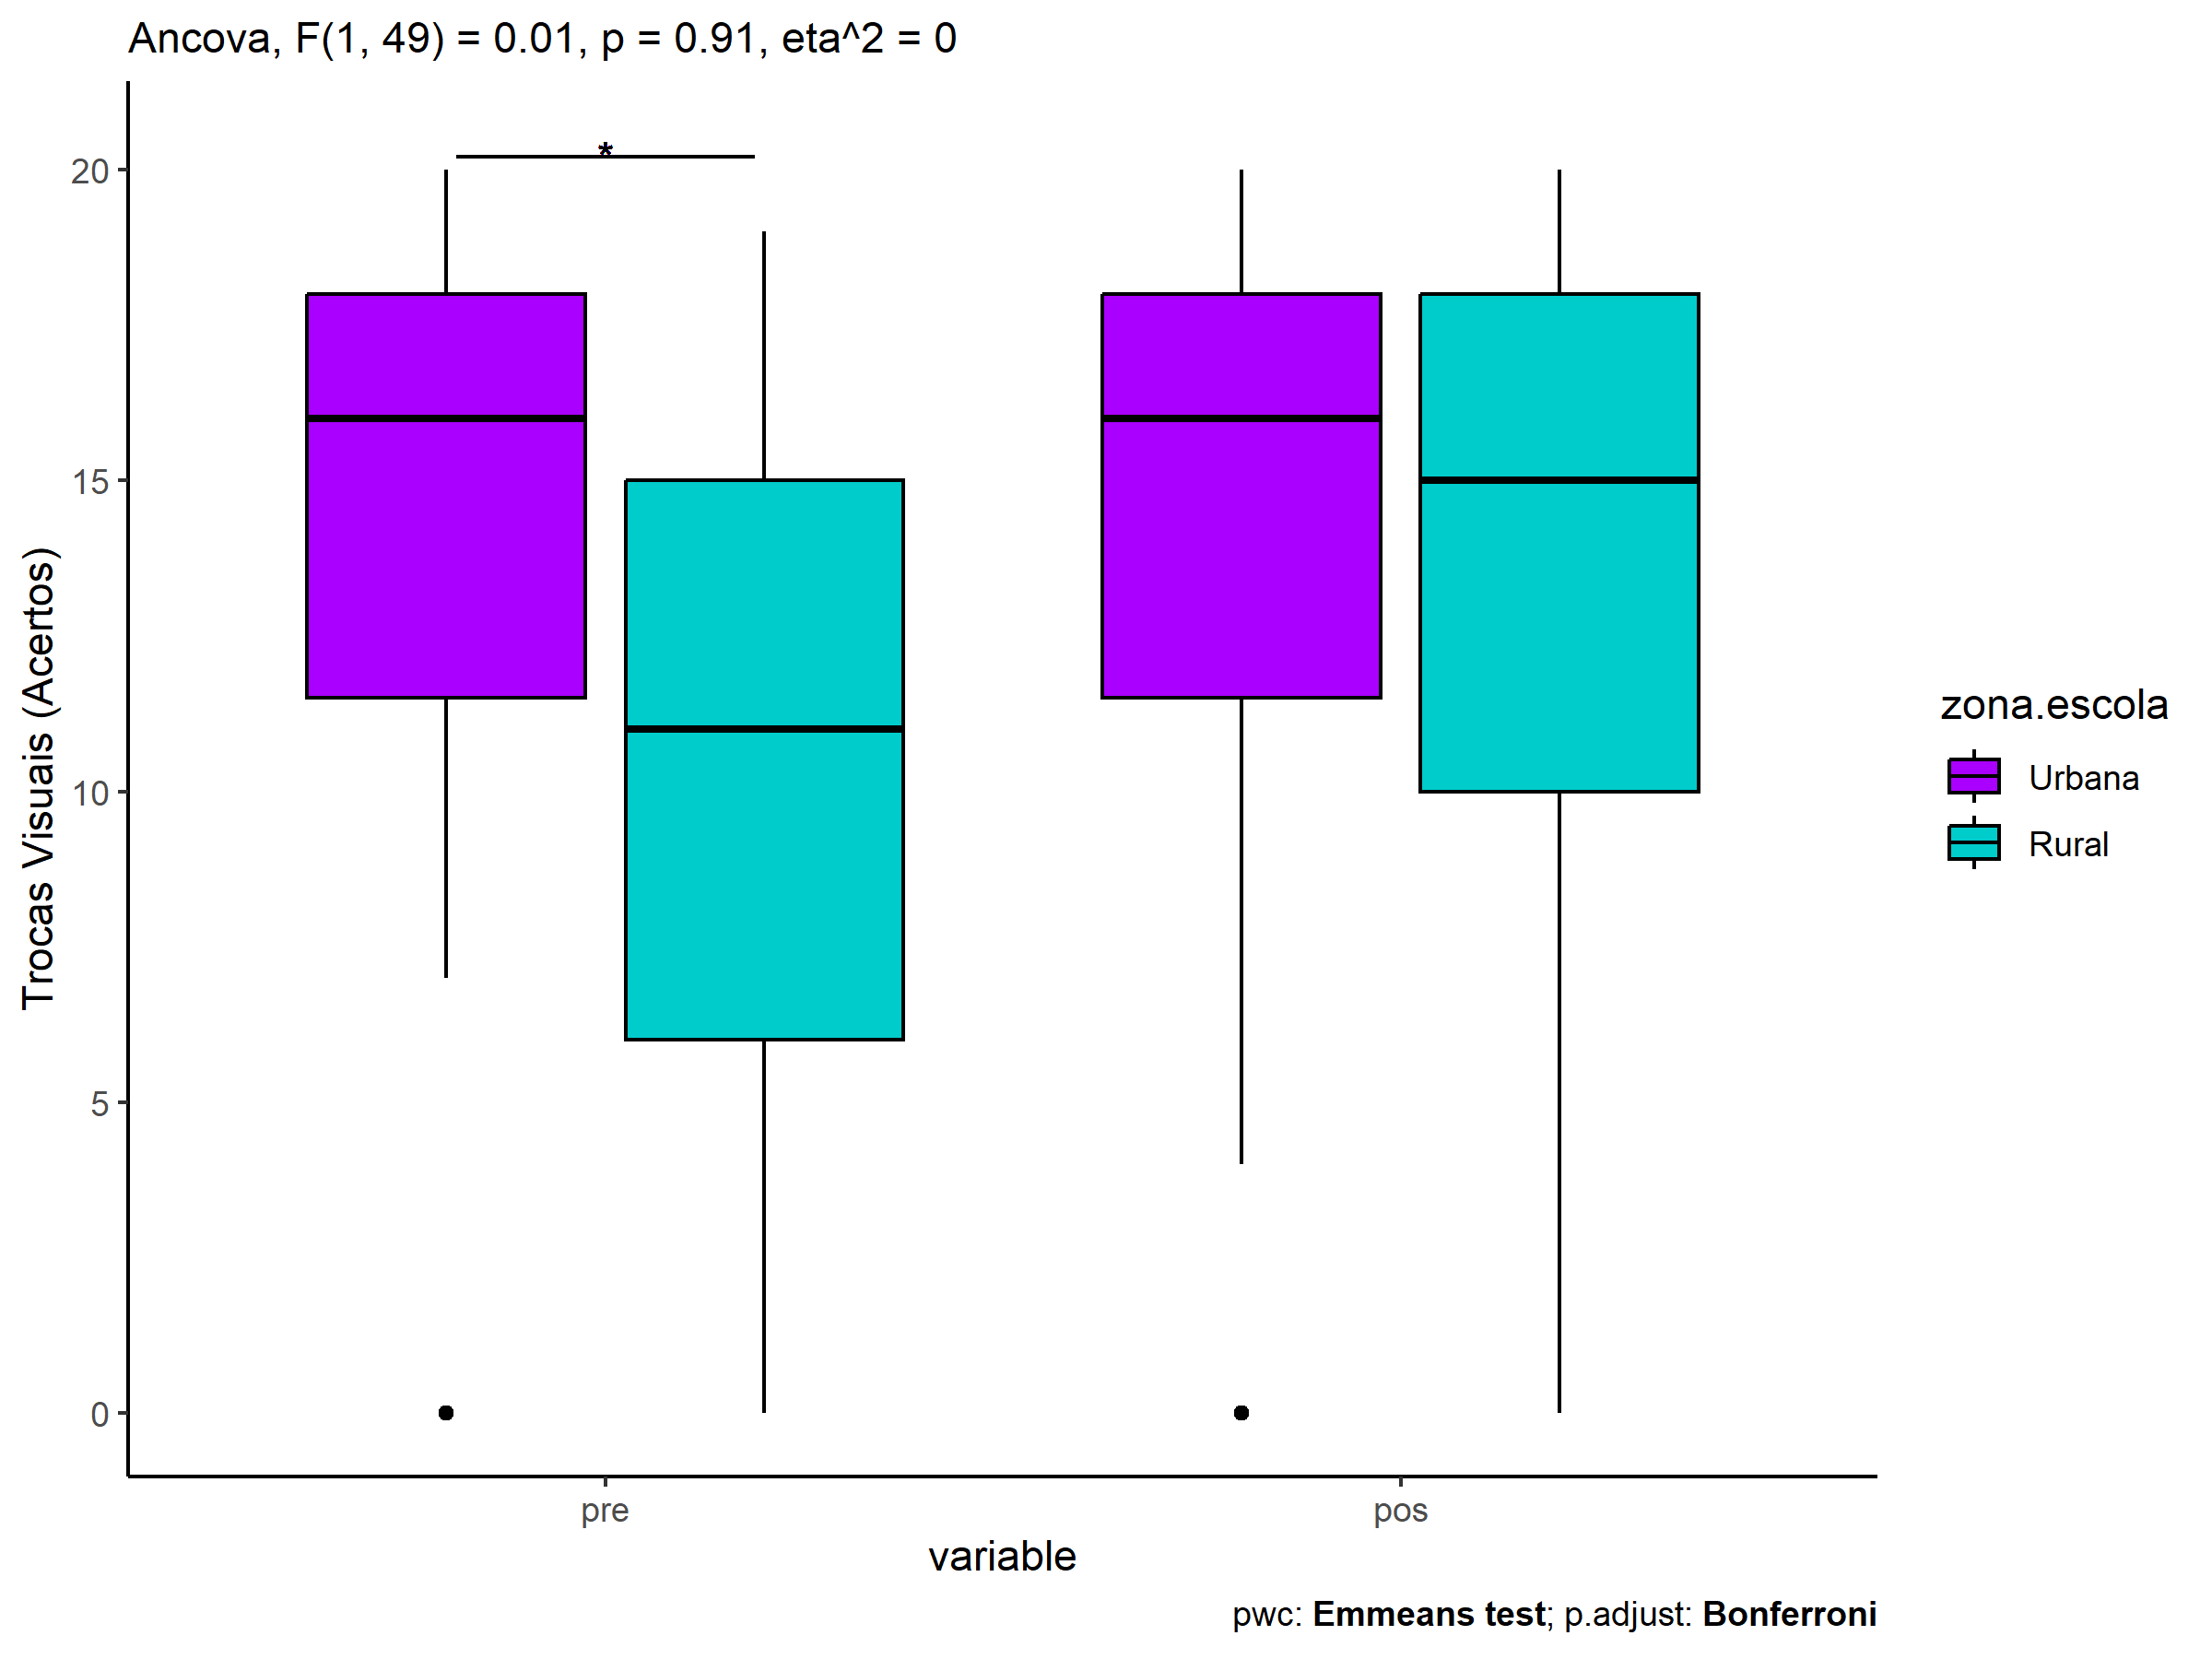 Ancova, F(1, 49) = 0.01, p = 0.91, eta^2 = 0
Trocas Visuais (Acertos)
20
15
10
5
0
*
pre
pos
variable
zona.escola
Urbana
Rural
pwc: Emmeans test; p.adjust: Bonferroni